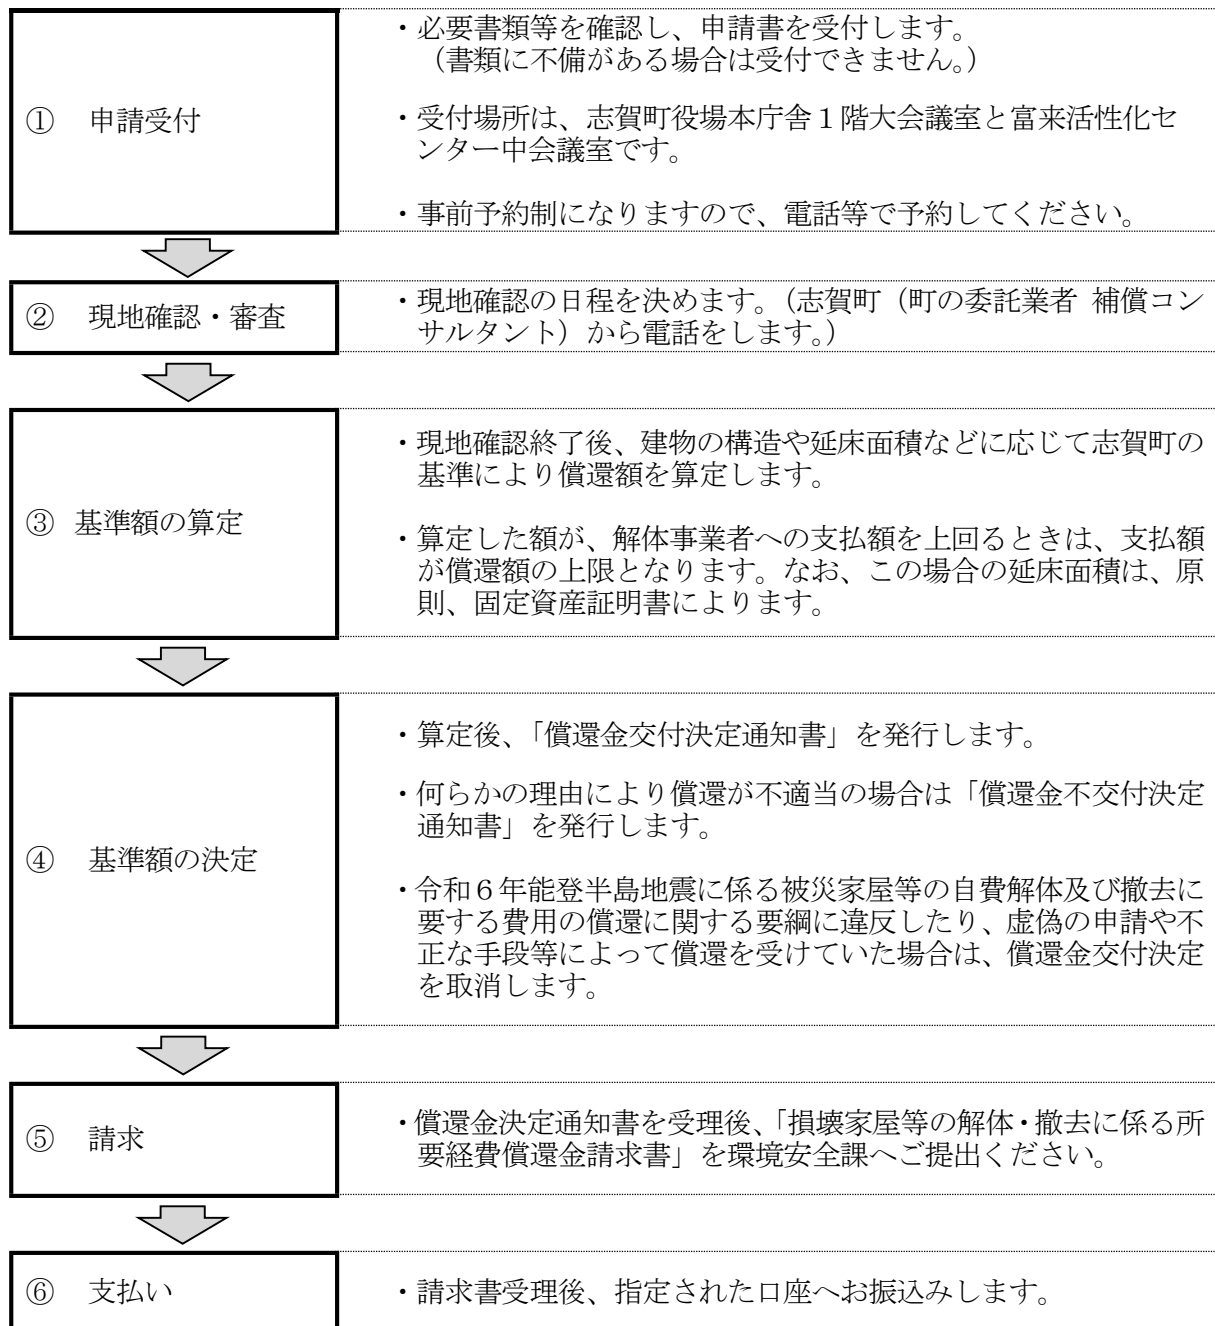 ① 申請受付
・必要書類等を確認し、申請書を受付します。
（書類に不備がある場合は受付できません。）
・受付場所は、志賀町役場本庁舎１階大会議室と富来活性化セ
ンター中会議室です。
・事前予約制になりますので、電話等で予約してください。
② 現地確認・審査
・現地確認の日程を決めます。（志賀町（町の委託業者 補償コン
サルタント）から電話をします。）
③ 基準額の算定
・現地確認終了後、建物の構造や延床面積などに応じて志賀町の
基準により償還額を算定します。
・算定した額が、解体事業者への支払額を上回るときは、支払額
が償還額の上限となります。なお、この場合の延床面積は、原
則、固定資産証明書によります。
④ 基準額の決定
・算定後、「償還金交付決定通知書」を発行します。
・何らかの理由により償還が不適当の場合は「償還金不交付決定
通知書」を発行します。
・令和６年能登半島地震に係る被災家屋等の自費解体及び撤去に
要する費用の償還に関する要綱に違反したり、虚偽の申請や不
正な手段等によって償還を受けていた場合は、償還金交付決定
を取消します。
⑤ 請求
・償還金決定通知書を受理後、「損壊家屋等の解体・撤去に係る所
要経費償還金請求書」を環境安全課へご提出ください。
⑥ 支払い
・請求書受理後、指定された口座へお振込みします。